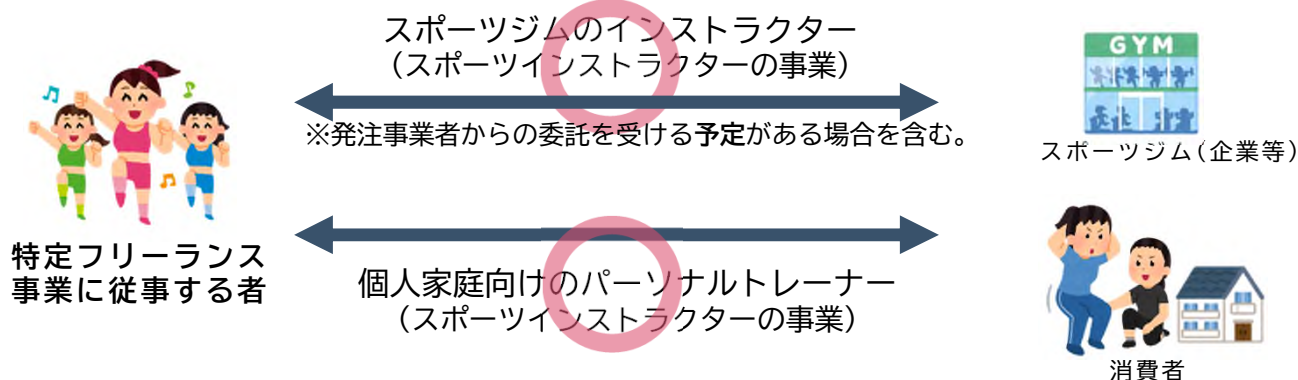 スポーツジムのインストラクター
（スポーツインストラクターの事業）
※発注事業者からの委託を受ける予定がある場合を含む。
GYM
スポーツジム（企業等）
特定フリーランス
事業に従事する者
個人家庭向けのパーソナルトレーナー
（スポーツインストラクターの事業）
消費者